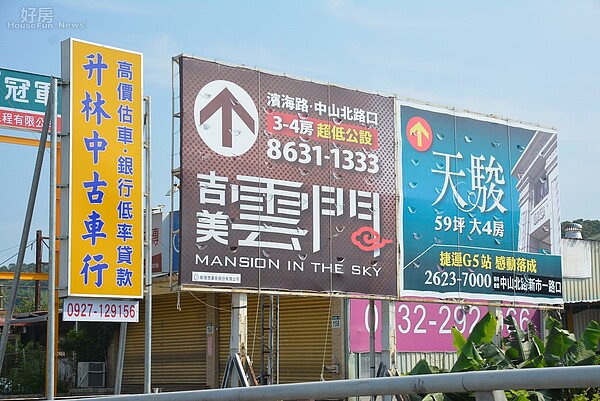 好房
HouseFun News
冠軍
程有限公
升林中古車行
高價估車·銀行低率貸款
0927-129156
濱海路·中山北路口
3-4房 超低公設
8631-1333
吉美
雲門
MANSION IN THE SKY
天駿
59坪 大4房
捷運G5站 感動落成
2623-7000
中山北路
新市一路口